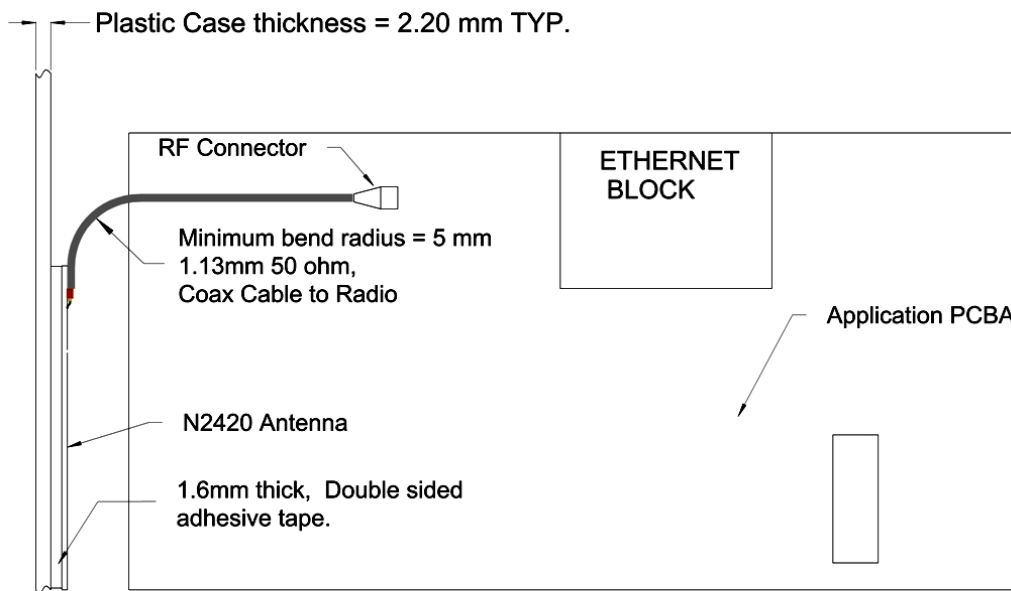 Plastic Case thickness = 2.20 mm TYP.
RF Connector
ETHERNET
BLOCK
Minimum bend radius = 5 mm
1.13mm 50 ohm,
Coax Cable to Radio
Application PCBA
N2420 Antenna
1.6mm thick, Double sided
adhesive tape.